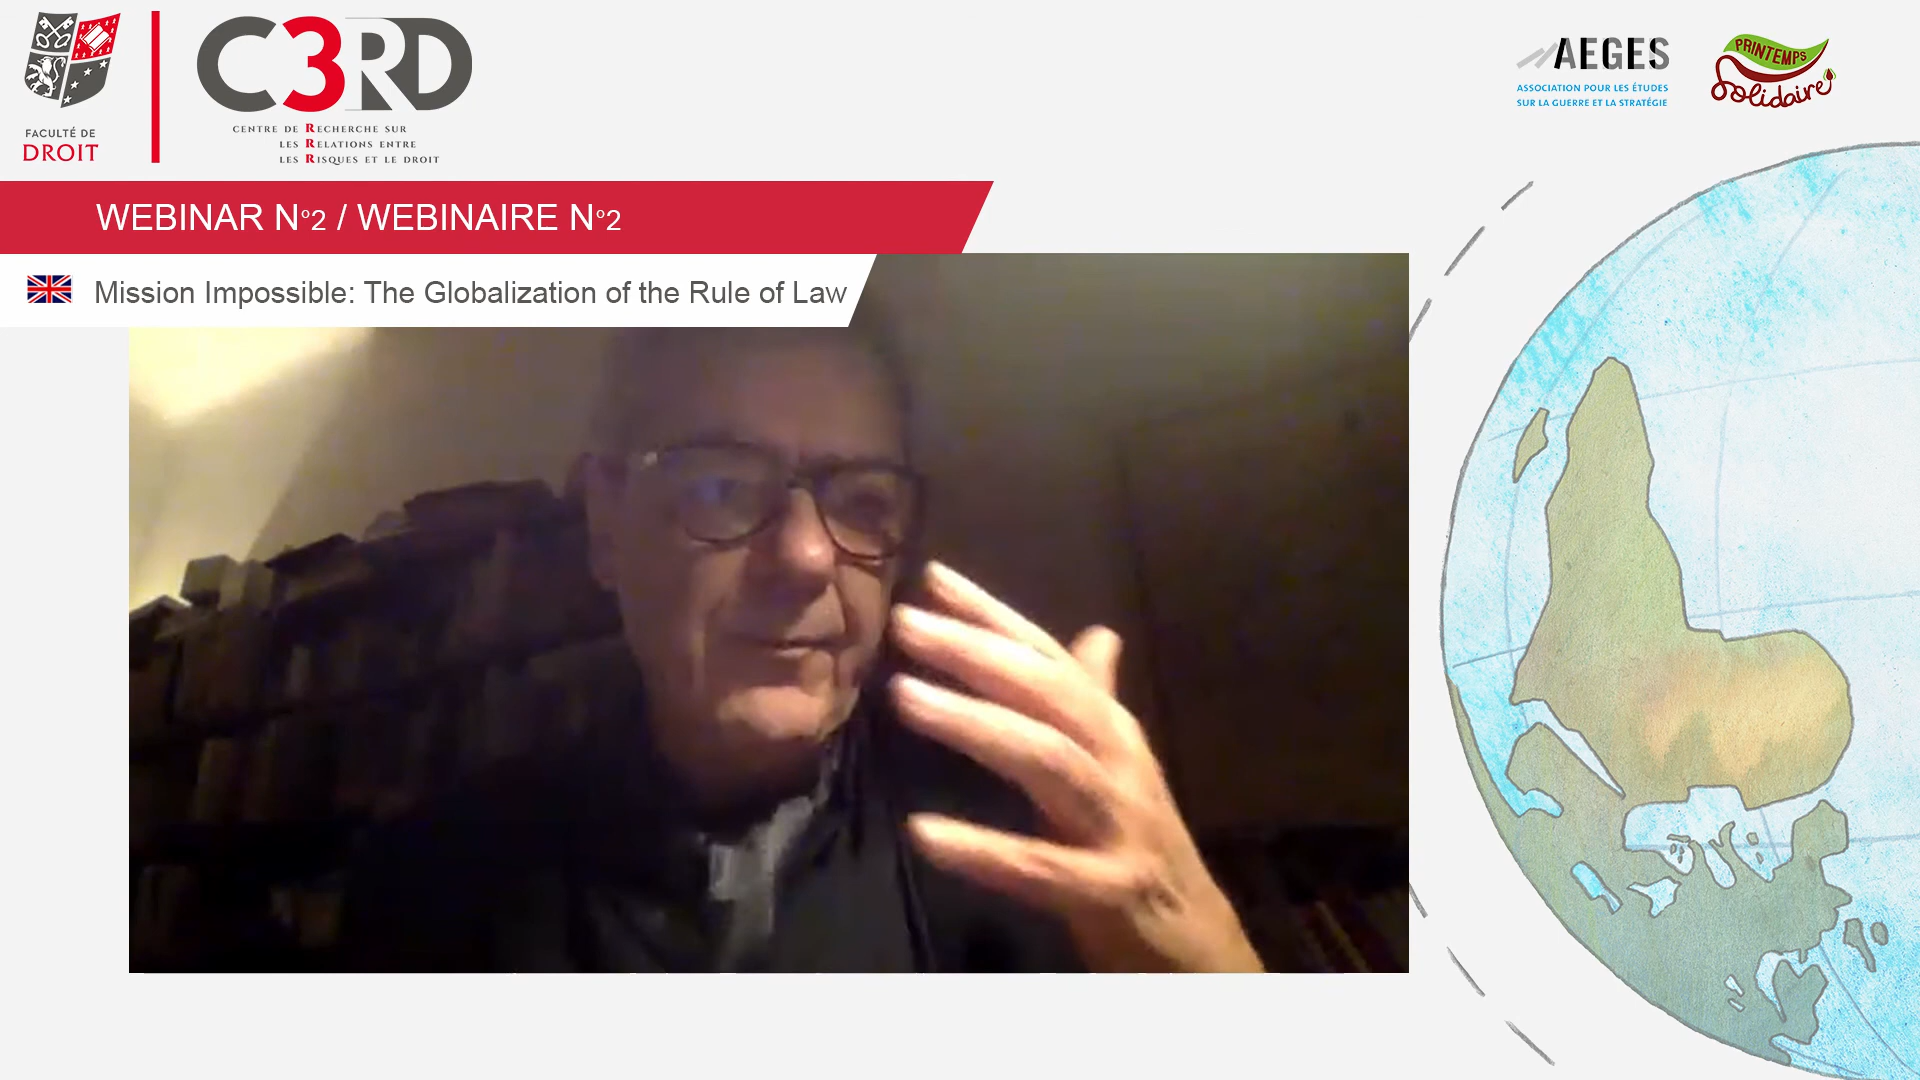 C3RD
CENTRE DE RECHERCHE SUR
LES RELATIONS ENTRE
LES RISQUES ET LE DROIT
FACULTÉ DE
DROIT
AEGES
ASSOCIATION POUR LES ÉTUDES
SUR LA GUERRE ET LA STRATÉGIE
PRINTEMPS
Solidaire
WEBINAR N°2 / WEBINAIRE N°2
Mission Impossible: The Globalization of the Rule of Law